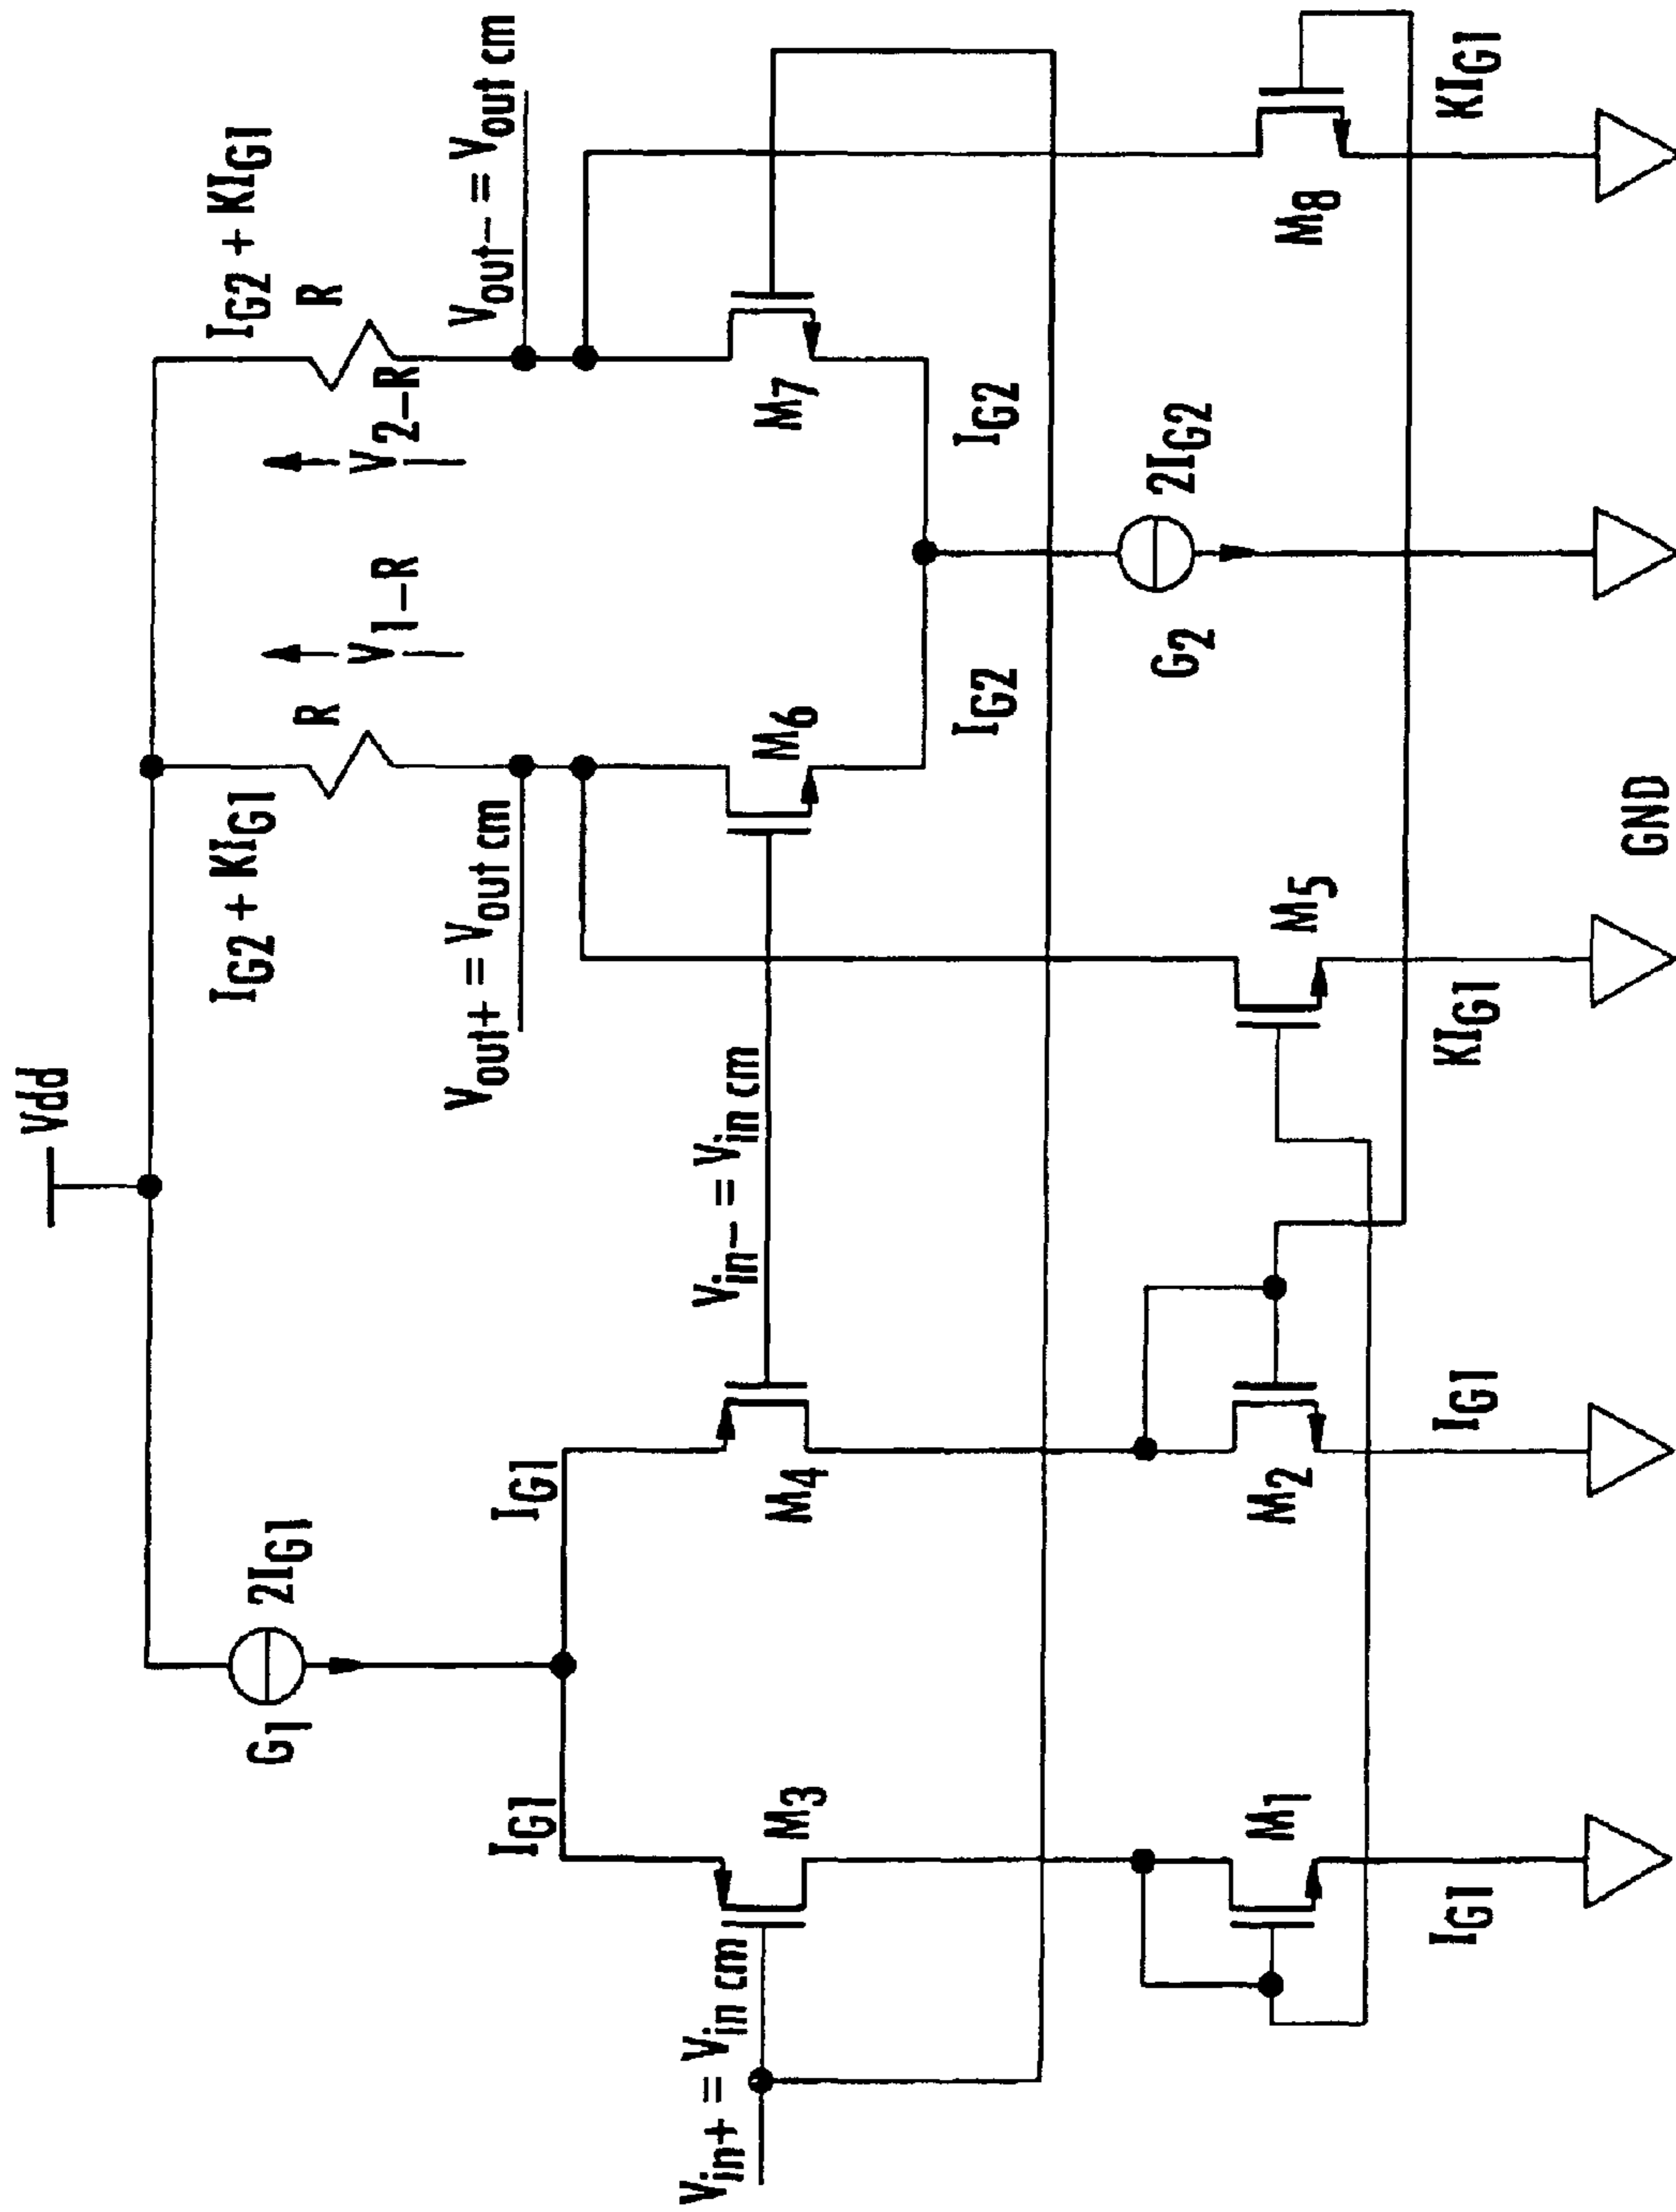 Vdd
G1 2IG1
IG2 + KIG1
IG2 + KIG1
R
R
V1–R
V2–R
IG1
IG1
Vout+ = Vout cm
Vout– = Vout cm
Vin+ = Vin cm
Vin– = Vin cm
M3
M4
M6
M7
IG2
IG2
G2
2IG2
M1
M2
M5
M8
IG1
IG1
KIG1
KIG1
GND